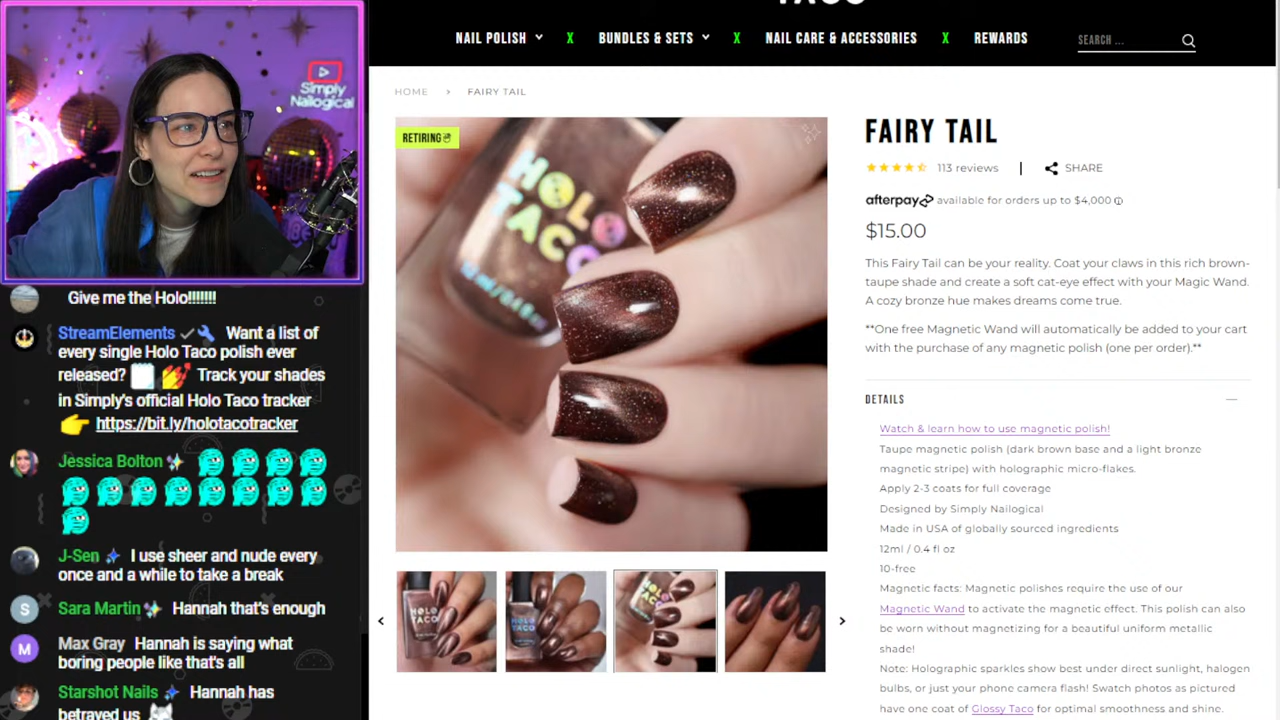 Simply
Nailogical
Give me the Holo!!!!!!!
StreamElements Want a list of
every single Holo Taco polish ever
released? Track your shades
in Simply's official Holo Taco tracker
https://bit.ly/holotacotracker
Jessica Bolton
J-Sen I use sheer and nude every
once and a while to take a break
S
Sara Martin Hannah that's enough
M
Max Gray Hannah is saying what
boring people like that's all
Starshot Nails Hannah has
betrayed us
TACO
NAIL POLISH X BUNDLES & SETS X NAIL CARE & ACCESSORIES X REWARDS
SEARCH ...
HOME > FAIRY TAIL
RETIRING
HOLO
TACO
FAIRY TAIL
113 reviews | SHARE
afterpay available for orders up to $4,000
$15.00
This Fairy Tail can be your reality. Coat your claws in this rich brown-
taupe shade and create a soft cat-eye effect with your Magic Wand.
A cozy bronze hue makes dreams come true.
**One free Magnetic Wand will automatically be added to your cart
with the purchase of any magnetic polish (one per order).**
DETAILS
Watch & learn how to use magnetic polish!
Taupe magnetic polish (dark brown base and a light bronze
magnetic stripe) with holographic micro-flakes.
Apply 2-3 coats for full coverage
Designed by Simply Nailogical
Made in USA of globally sourced ingredients
12ml / 0.4 fl oz
10-free
Magnetic facts: Magnetic polishes require the use of our
Magnetic Wand to activate the magnetic effect. This polish can also
be worn without magnetizing for a beautiful uniform metallic
shade!
Note: Holographic sparkles show best under direct sunlight, halogen
bulbs, or just your phone camera flash! Swatch photos as pictured
have one coat of Glossy Taco for optimal smoothness and shine.
HOLO
TACO
HOLO
TACO